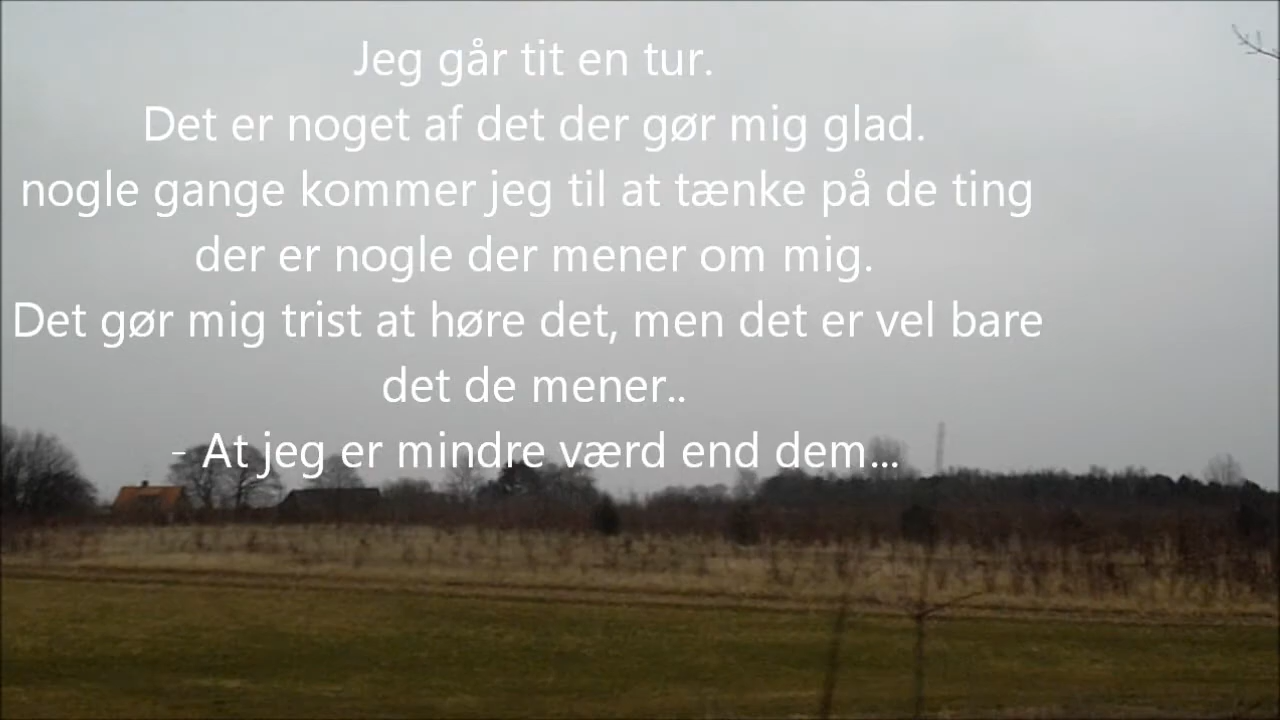 Jeg går tit en tur.
Det er noget af det der gør mig glad.
nogle gange kommer jeg til at tænke på de ting
der er nogle der mener om mig.
Det gør mig trist at høre det, men det er vel bare
det de mener..
- At jeg er mindre værd end dem...